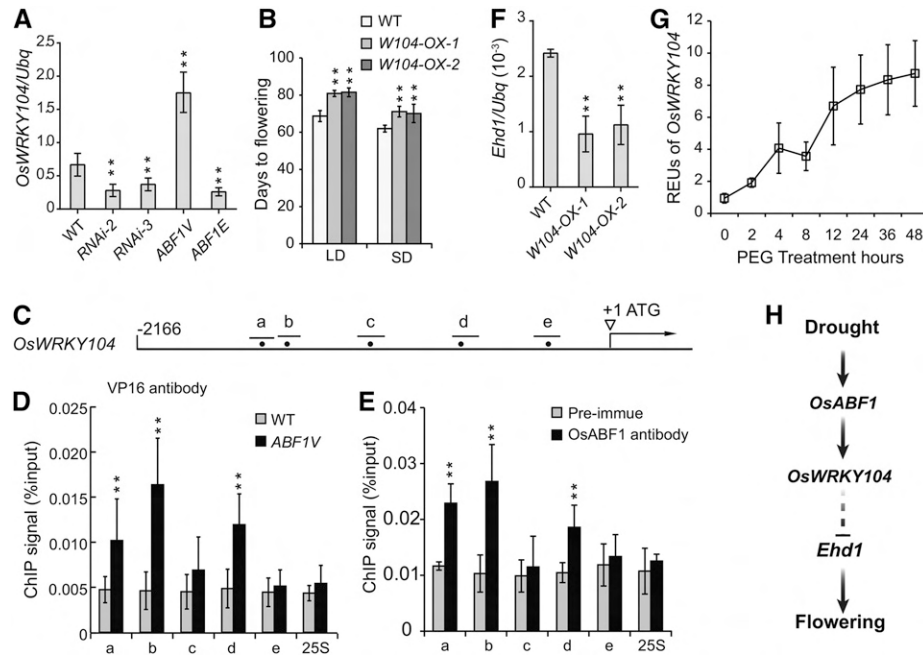 A
OsWRKY104/Ubq
2.5
2.0
1.5
1.0
0.5
0
**
**
**
**
WT
RNAi-2
RNAi-3
ABF1V
ABF1E
B
WT
W104-OX-1
W104-OX-2
Days to flowering
100
80
60
40
20
0
** **
** **
LD
SD
F
Ehd1/Ubq (10-3)
3
2
1
0
**
**
WT
W104-OX-1
W104-OX-2
G
REUs of OsWRKY104
12
10
8
6
4
2
0
0 2 4 8 12 24 36 48
PEG Treatment hours
C
OsWRKY104
-2166
a b c d e
+1 ATG
D
VP16 antibody
WT
ABF1V
ChIP signal (%input)
0.025
0.020
0.015
0.010
0.005
0
**
**
**
a b c d e 25S
E
Pre-immue
OsABF1 antibody
ChIP signal (%input)
0.04
0.03
0.02
0.01
0
**
**
**
a b c d e 25S
H
Drought
OsABF1
OsWRKY104
Ehd1
Flowering